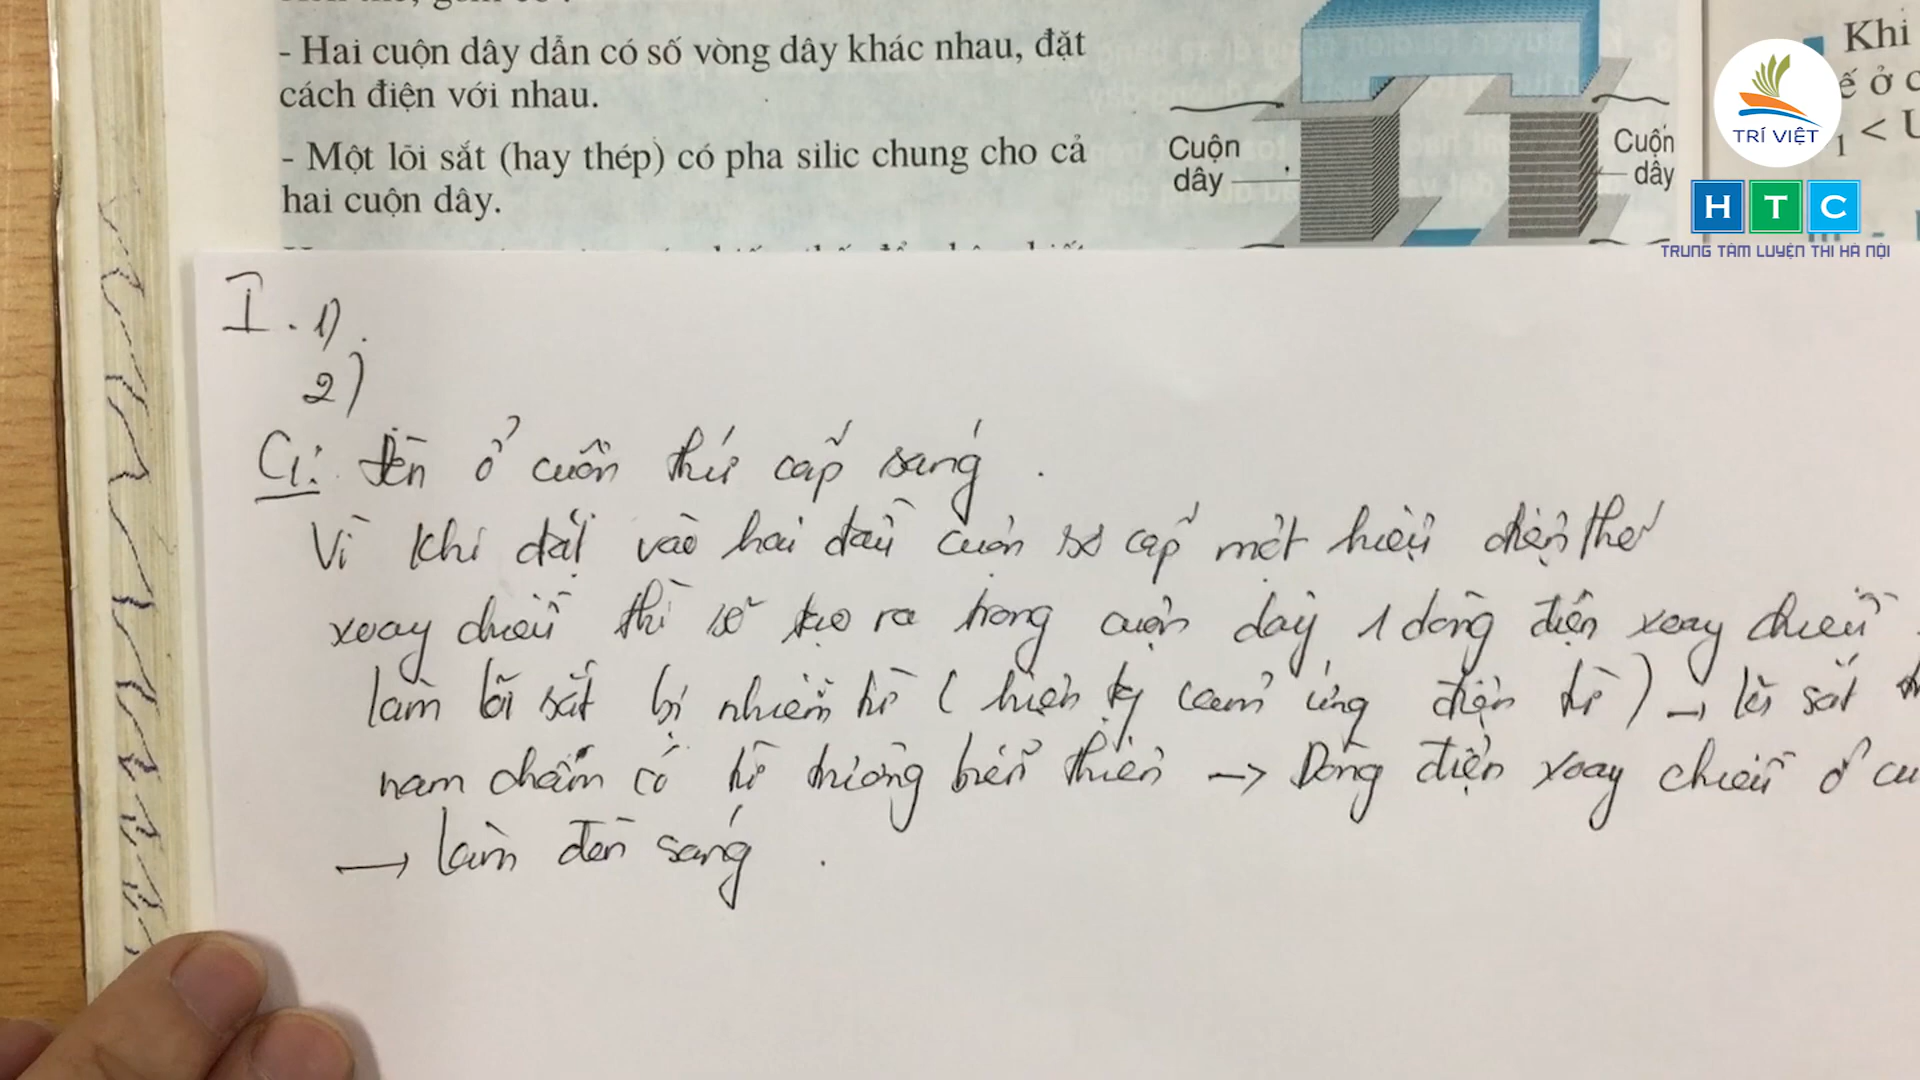 - Hai cuộn dây dẫn có số vòng dây khác nhau, đặt
cách điện với nhau.
- Một lõi sắt (hay thép) có pha silic chung cho cả
hai cuộn dây.
Cuộn
dây
Cuộn
dây
Khi
ế ở
1 < U
TRÍ VIỆT
H T C
TRUNG TÂM LUYỆN THI HÀ NỘI
I. 1).
2)
C1: Đèn ở cuộn thứ cấp sáng.
Vì khi đặt vào hai đầu cuộn sơ cấp một hiệu điện thế
xoay chiều thì sẽ tạo ra trong cuộn dây 1 dòng điện xoay chiều
làm lõi sắt bị nhiễm từ ( hiện tg cảm ứng điện từ ) → lõi sắt
nam châm có từ trường biến thiên → Dòng điện xoay chiều ở
→ làm đèn sáng.